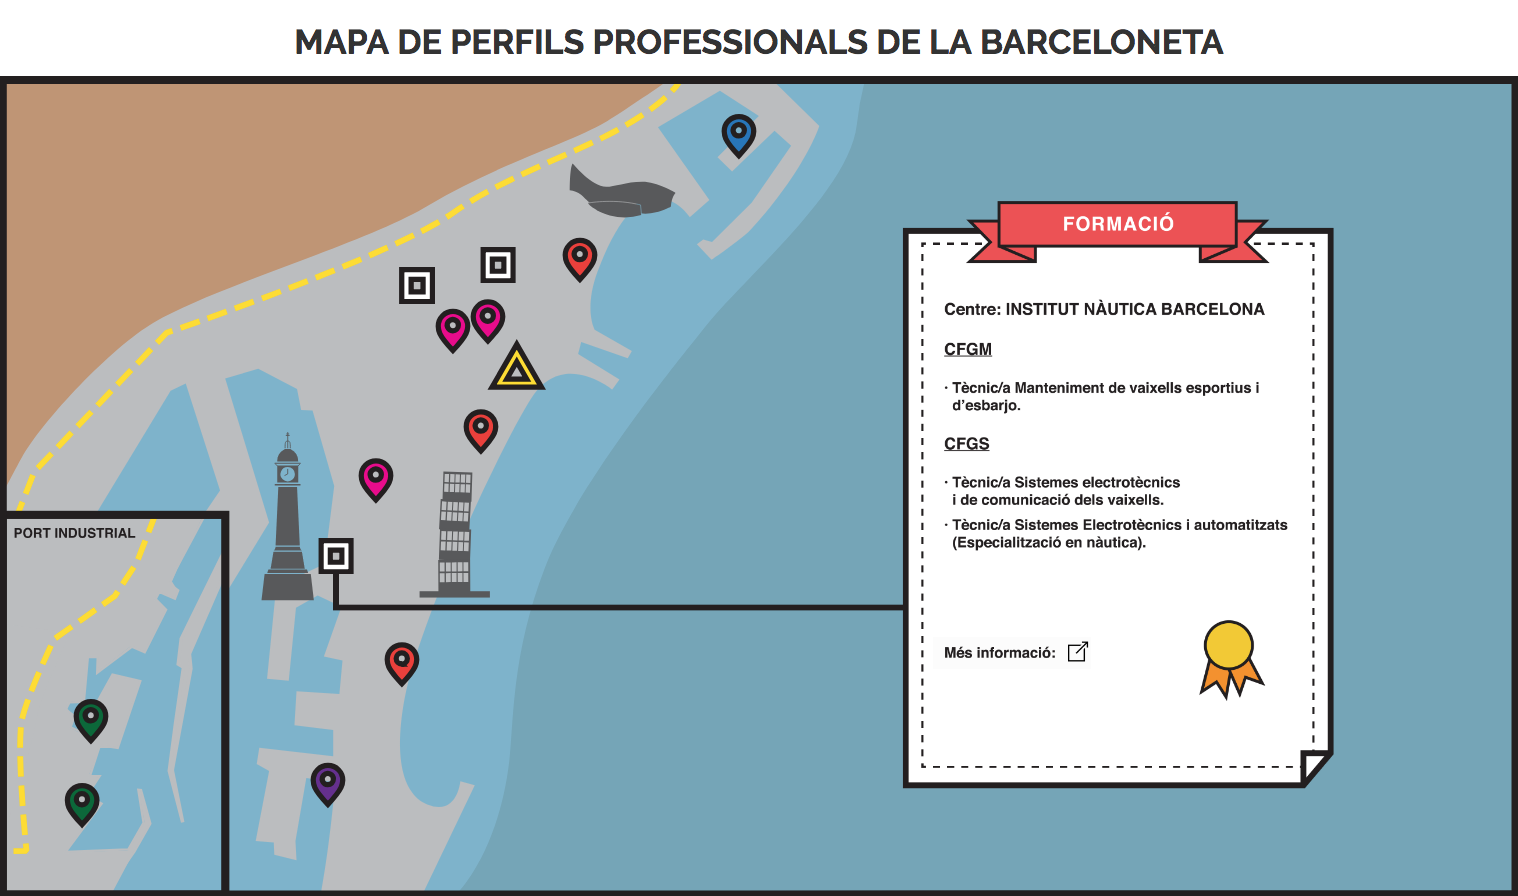 MAPA DE PERFILS PROFESSIONALS DE LA BARCELONETA
FORMACIÓ
Centre: INSTITUT NÀUTICA BARCELONA
CFGM
· Tècnic/a Manteniment de vaixells esportius i
d'esbarjo.
CFGS
· Tècnic/a Sistemes electrotècnics
i de comunicació dels vaixells.
· Tècnic/a Sistemes Electrotècnics i automatitzats
(Especialització en nàutica).
Més informació:
PORT INDUSTRIAL